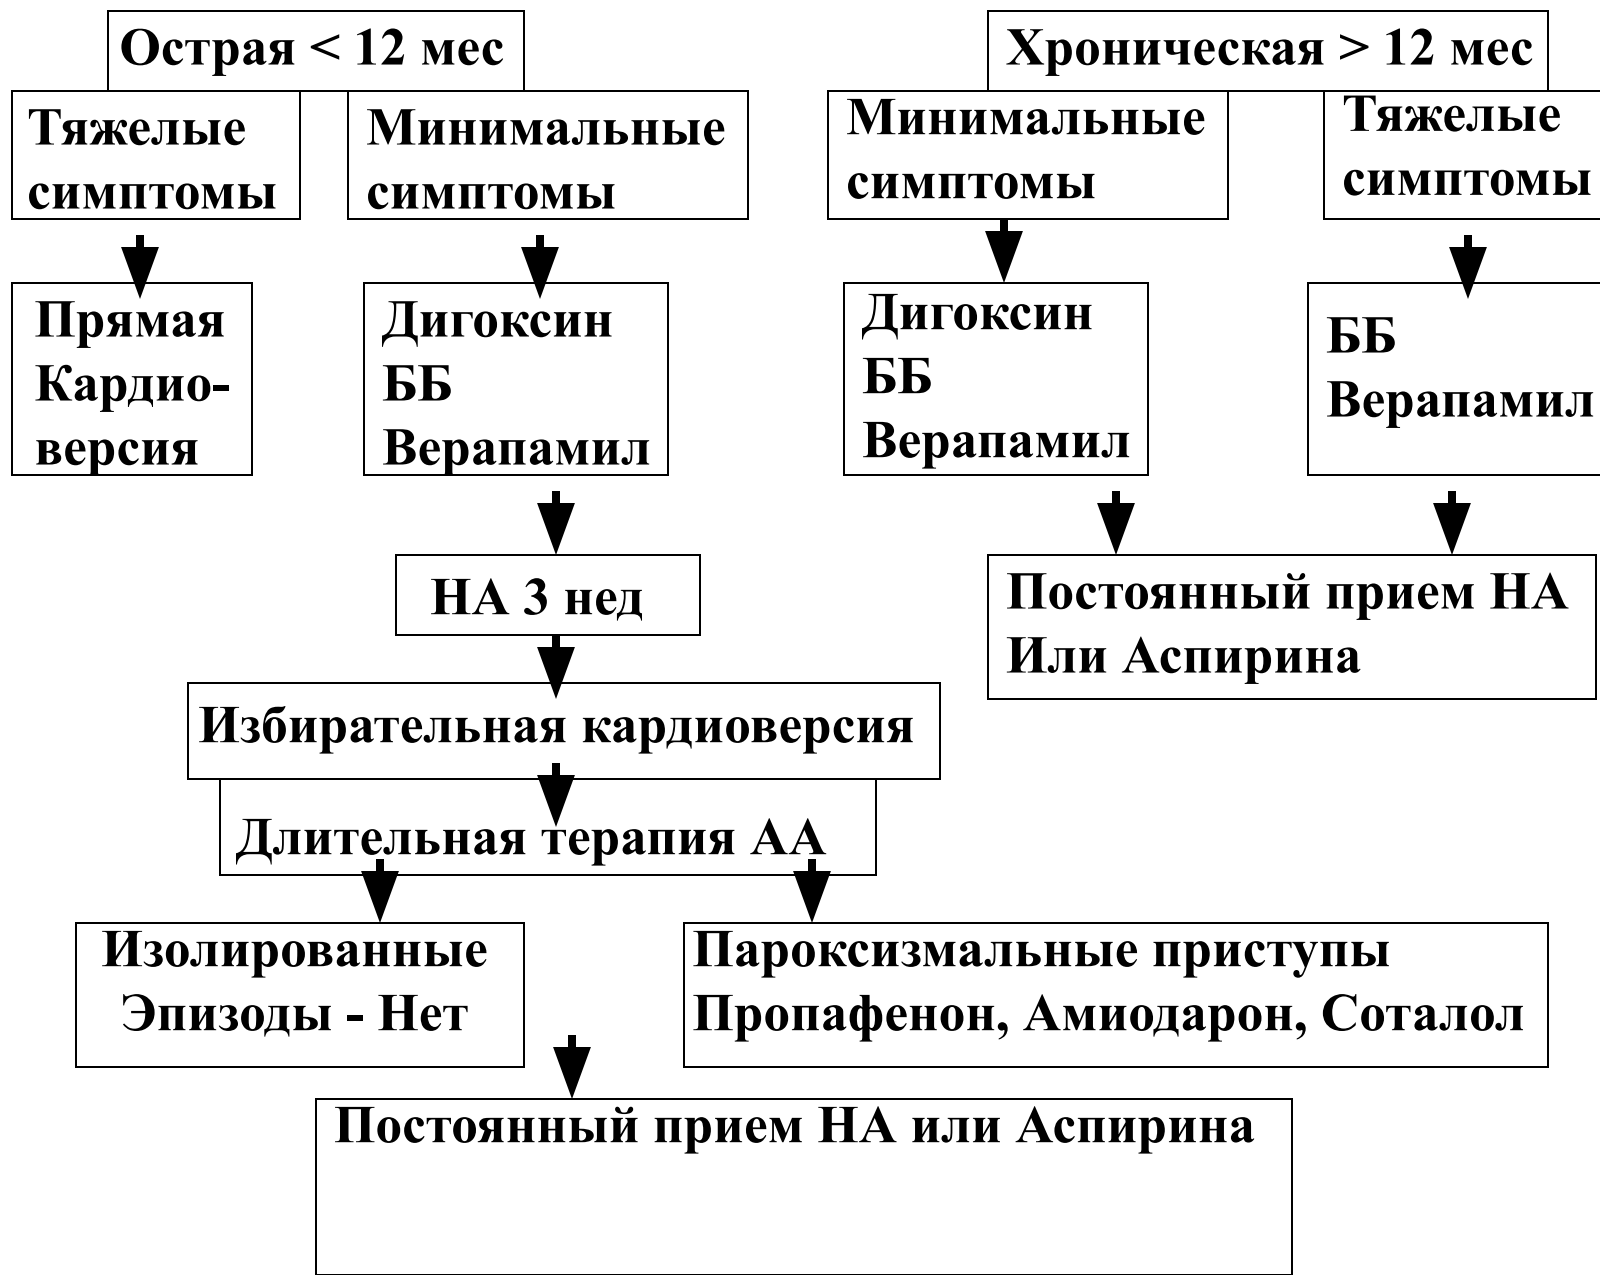 Острая < 12 мес
Хроническая > 12 мес
Тяжелые
симптомы
Минимальные
симптомы
Минимальные
симптомы
Тяжелые
симптомы
Прямая
Кардио-
версия
Дигоксин
ББ
Верапамил
Дигоксин
ББ
Верапамил
ББ
Верапамил
НА 3 нед
Постоянный прием НА
Или Аспирина
Избирательная кардиоверсия
Длительная терапия АА
Изолированные
Эпизоды - Нет
Пароксизмальные приступы
Пропафенон, Амиодарон, Соталол
Постоянный прием НА или Аспирина